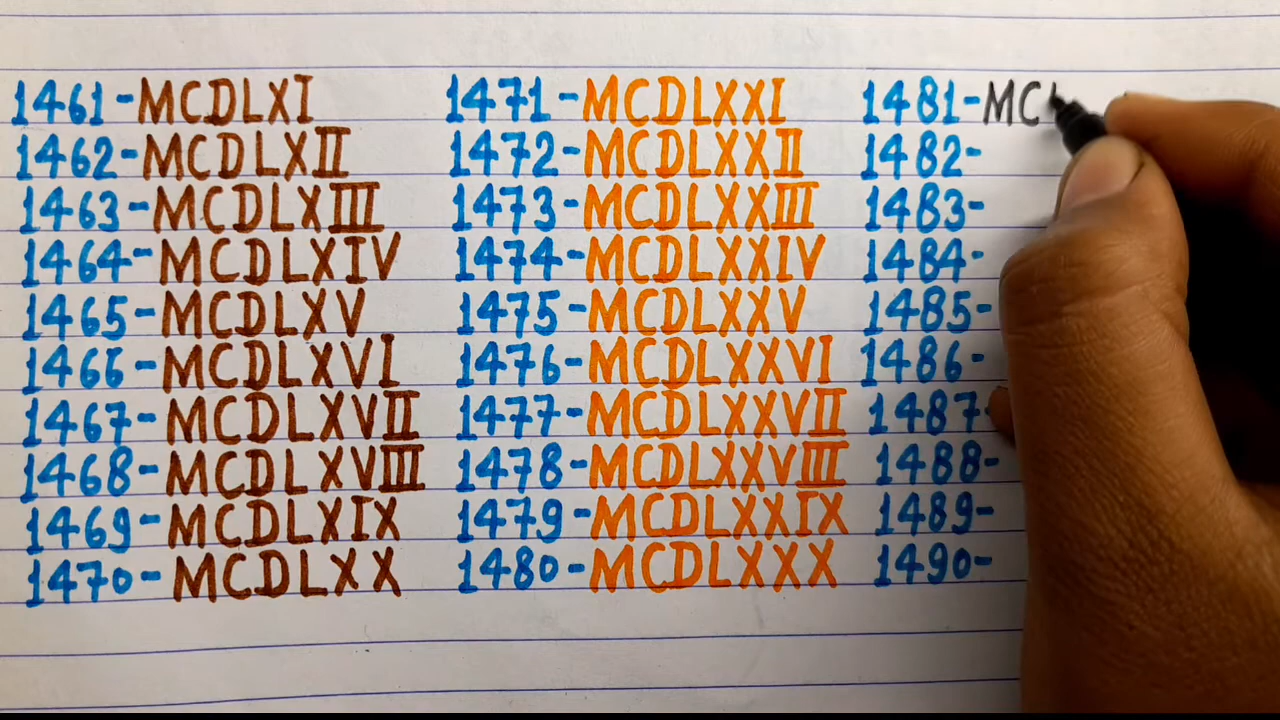 1461-MCDLXI
1462-MCDLXII
1463-MCDLXIII
1464-MCDLXIV
1465-MCDLXV
1466-MCDLXVI
1467-MCDLXVII
1468-MCDLXVIII
1469-MCDLXIX
1470-MCDLXX
1471-MCDLXXI
1472-MCDLXXII
1473-MCDLXXIII
1474-MCDLXXIV
1475-MCDLXXV
1476-MCDLXXVI
1477-MCDLXXVII
1478-MCDLXXVIII
1479-MCDLXXIX
1480-MCDLXXX
1481-MC
1482-
1483-
1484-
1485-
1486-
1487-
1488-
1489-
1490-